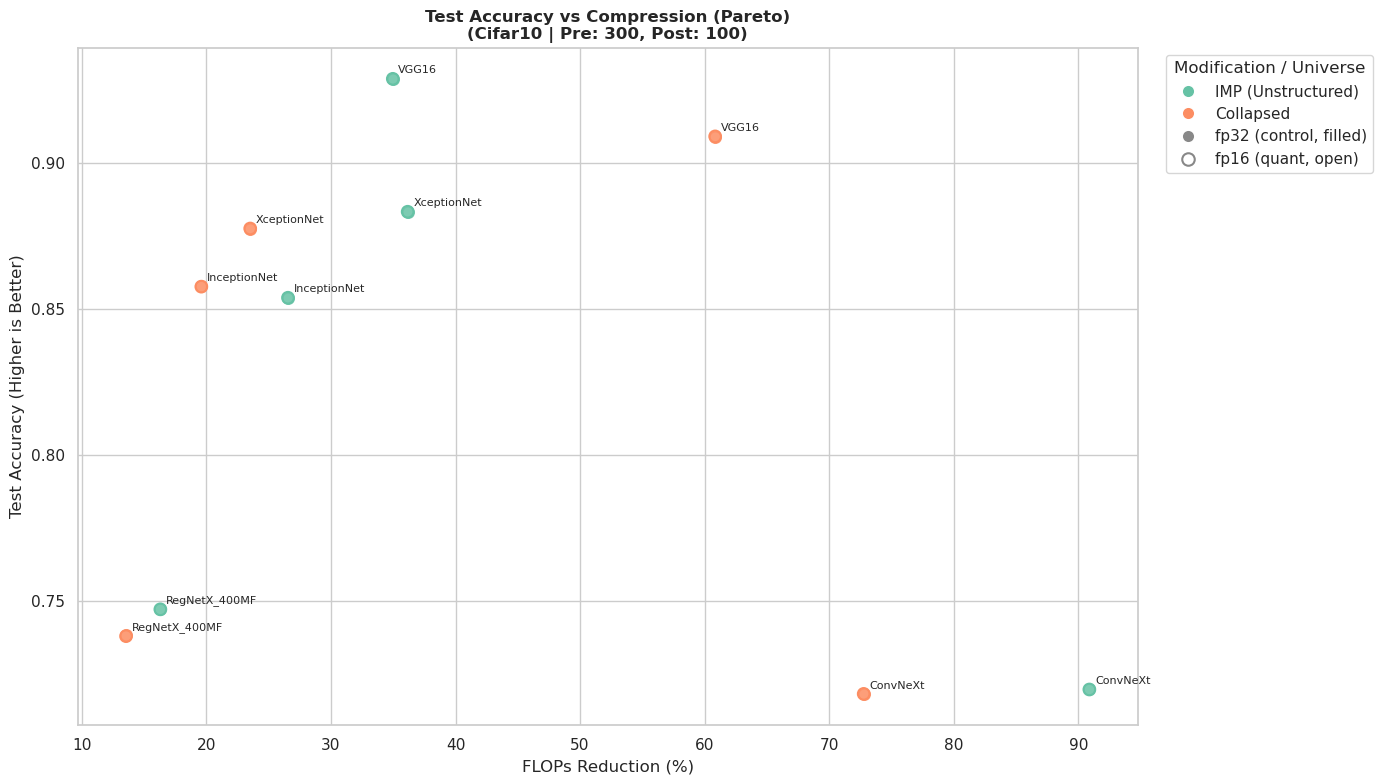 Test Accuracy vs Compression (Pareto)
(Cifar10 | Pre: 300, Post: 100)
Modification / Universe
IMP (Unstructured)
Collapsed
fp32 (control, filled)
fp16 (quant, open)
VGG16
VGG16
XceptionNet
XceptionNet
InceptionNet
InceptionNet
RegNetX_400MF
RegNetX_400MF
ConvNeXt
ConvNeXt
Test Accuracy (Higher is Better)
0.90
0.85
0.80
0.75
10 20 30 40 50 60 70 80 90
FLOPs Reduction (%)